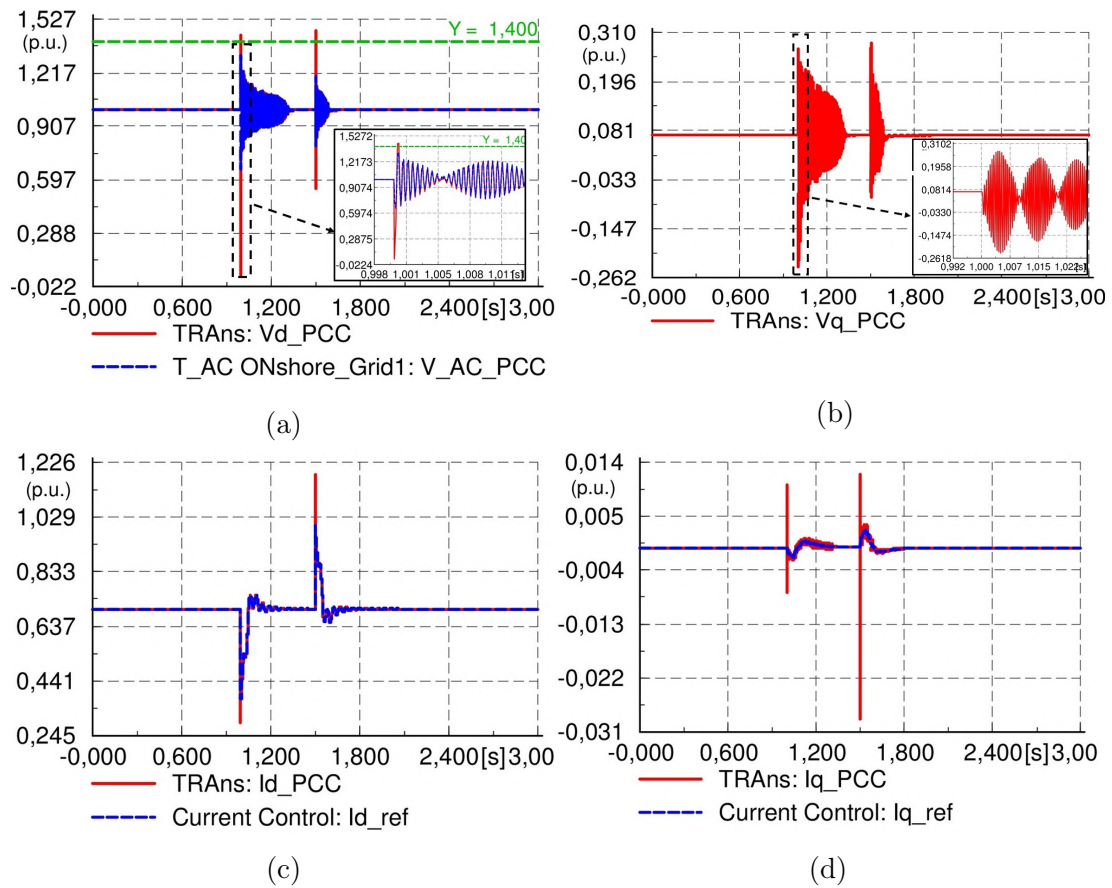 1,527
(p.u.)
Y = 1,400
1,217
0,907
0,597
0,288
-0,022
-0,000 0,600 1,200 1,800 2,400 [s] 3,00
1,5272
Y = 1,40
1,2173
0,9074
0,5974
0,2875
-0,0224
0,998 1,001 1,005 1,008 1,011 [s]
TRAns: Vd_PCC
T_AC ONshore_Grid1: V_AC_PCC
(a)
0,310
(p.u.)
0,196
0,081
-0,033
-0,147
-0,262
-0,000 0,600 1,200 1,800 2,400 [s] 3,00
0,3102
0,1958
0,0814
-0,0330
-0,1474
-0,2618
0,992 1,000 1,007 1,015 1,022 [s]
TRAns: Vq_PCC
(b)
1,226
(p.u.)
1,029
0,833
0,637
0,441
0,245
-0,000 0,600 1,200 1,800 2,400 [s] 3,00
TRAns: Id_PCC
Current Control: Id_ref
(c)
0,014
(p.u.)
0,005
-0,004
-0,013
-0,022
-0,031
-0,000 0,600 1,200 1,800 2,400 [s] 3,00
TRAns: Iq_PCC
Current Control: Iq_ref
(d)